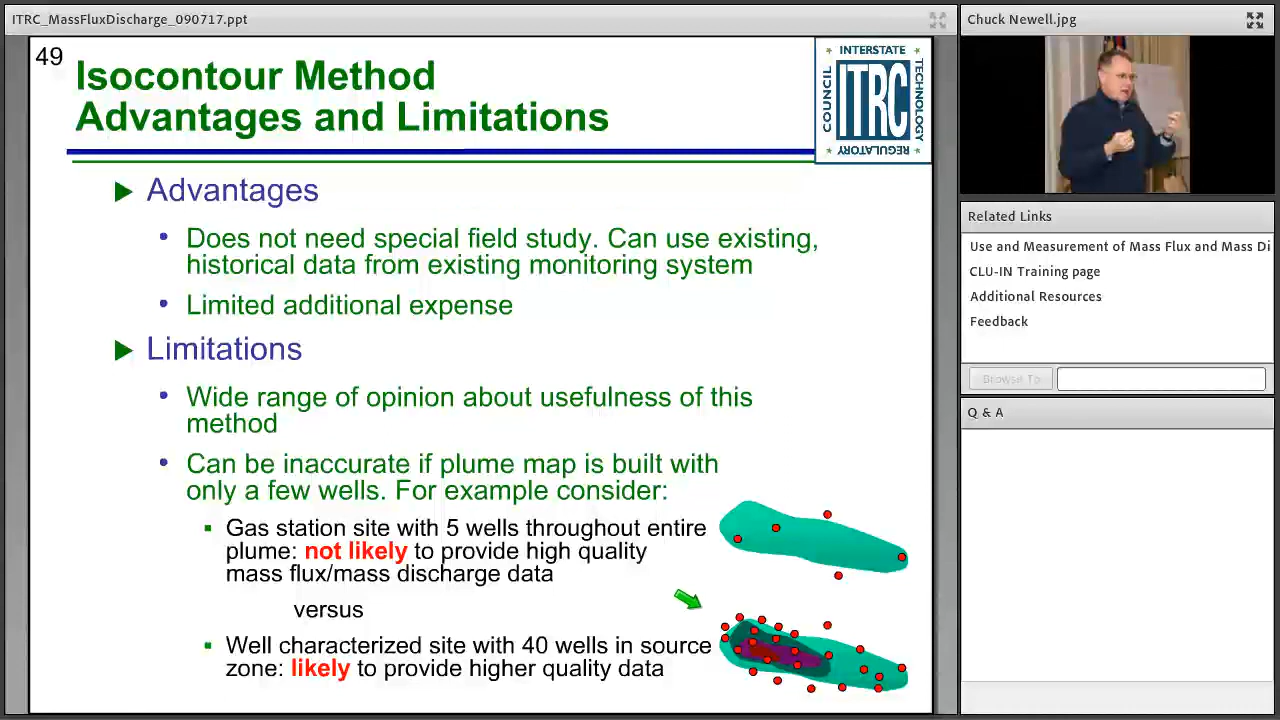 ITRC_MassFluxDischarge_090717.ppt
49
Isocontour Method
Advantages and Limitations
INTERSTATE
COUNCIL
ITRC
TECHNOLOGY
REGULATORY
Advantages
Does not need special field study. Can use existing,
historical data from existing monitoring system
Limited additional expense
Limitations
Wide range of opinion about usefulness of this
method
Can be inaccurate if plume map is built with
only a few wells. For example consider:
Gas station site with 5 wells throughout entire
plume: not likely to provide high quality
mass flux/mass discharge data
versus
Well characterized site with 40 wells in source
zone: likely to provide higher quality data
Chuck Newell.jpg
Related Links
Use and Measurement of Mass Flux and Mass Di
CLU-IN Training page
Additional Resources
Feedback
Browse To
Q & A